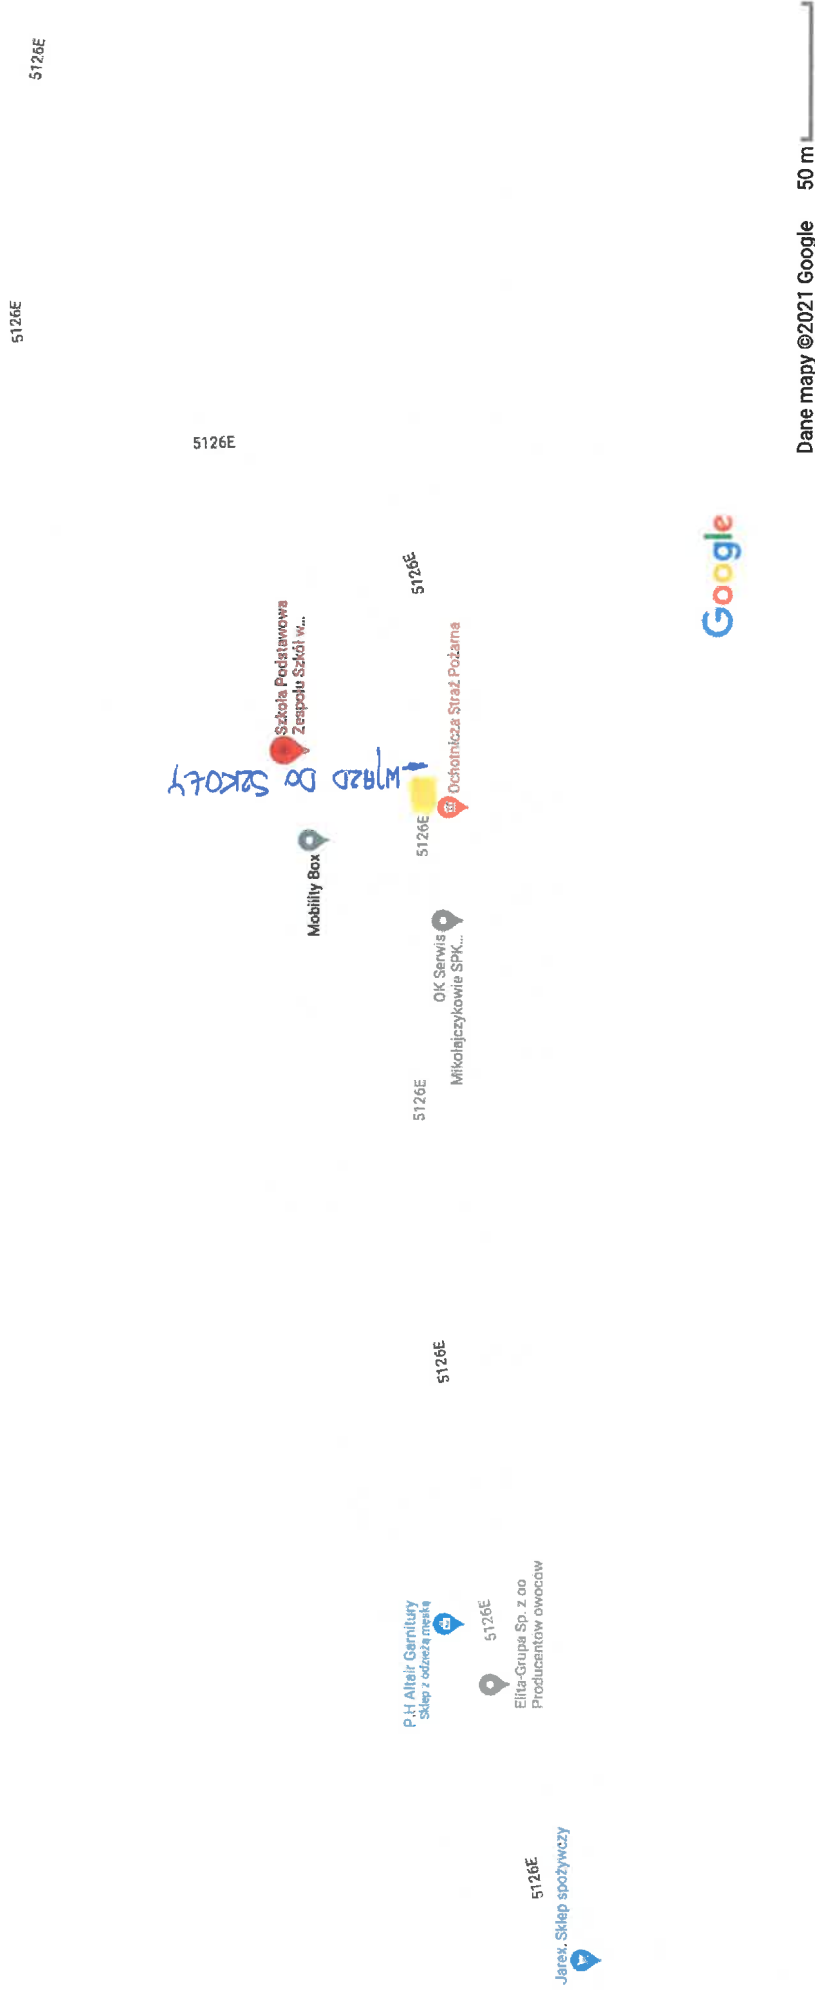 5126E
5126E
5126E
5126E
Szkoła Podstawowa
Zespołu Szkół w...
WJAZD DO SZKOŁY
Mobility Box
5126E
Ochotnicza Straż Pożarna
OK Serwis
Mikołajczykowie SPK...
5126E
5126E
P.H Altair Garnitury
Sklep z odzieżą męską
5126E
Elita-Grupa Sp. z oo
Producentów owoców
5126E
Jarex. Sklep spożywczy
Google
Dane mapy ©2021 Google 50 m